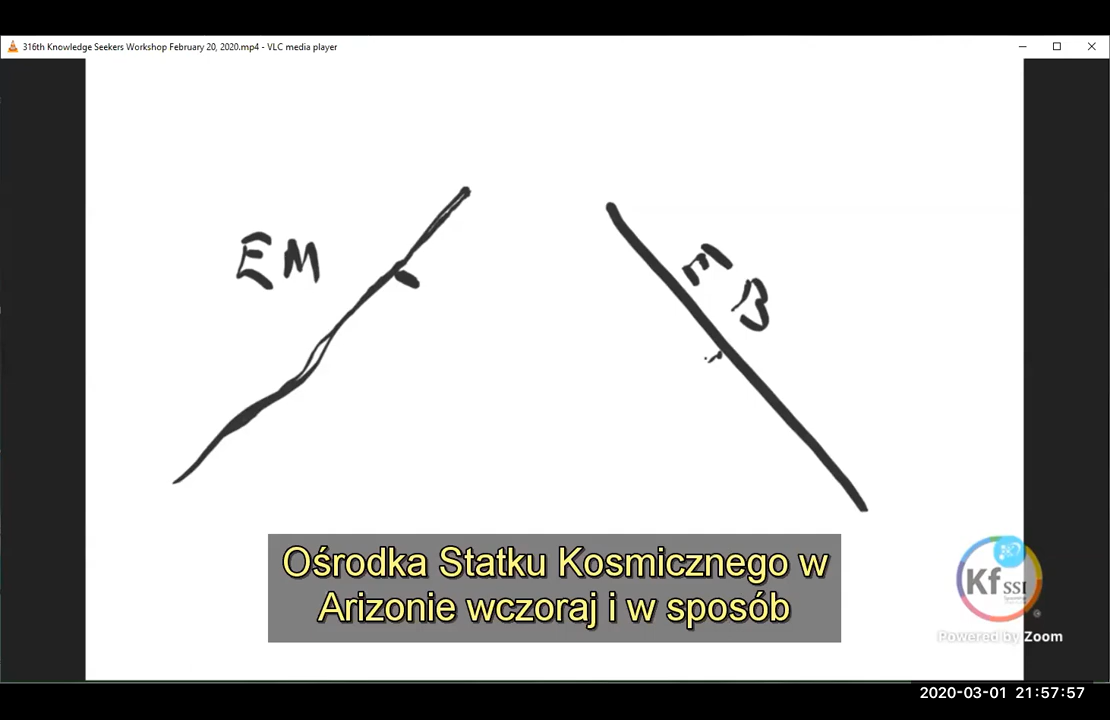 316th Knowledge Seekers Workshop February 20, 2020.mp4 - VLC media player
EM
EB
Ośrodka Statku Kosmicznego w
Arizonie wczoraj i w sposób
Kf SSI
Powered by Zoom
2020-03-01 21:57:57